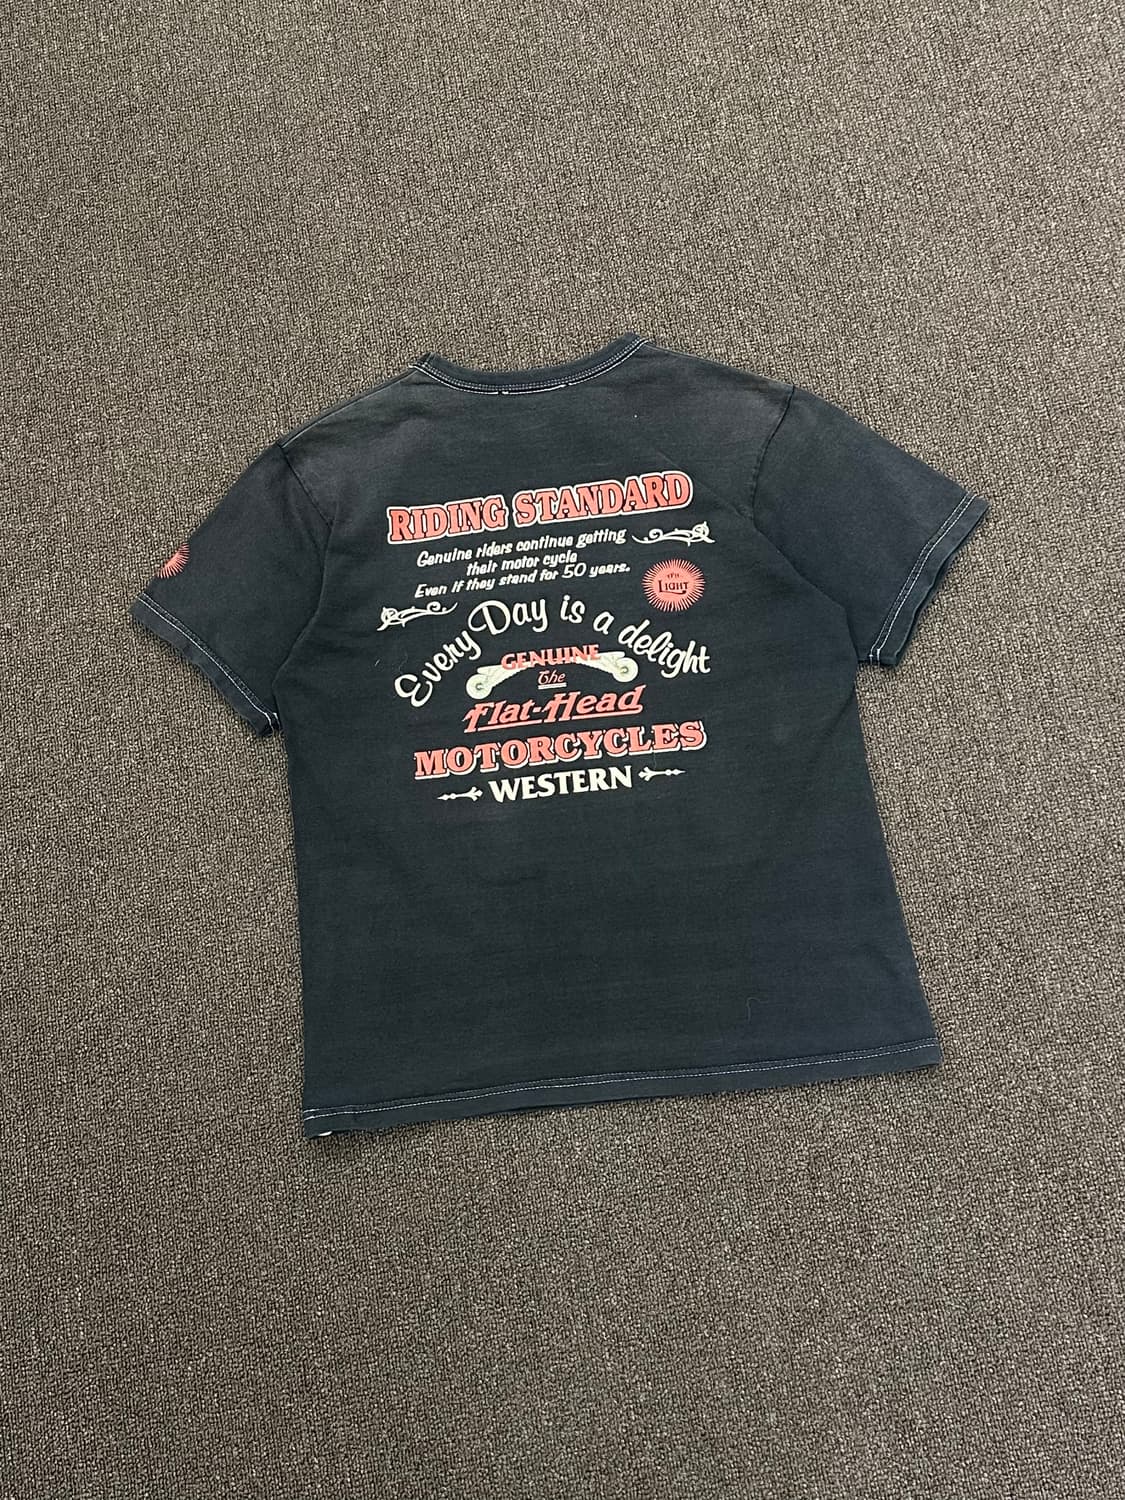 RIDING STANDARD
Genuine riders continue getting
their motor cycle
Even if they stand for 50 years.
LIGHT
Every Day is a delight
GENUINE
The
Flat-Head
MOTORCYCLES
WESTERN